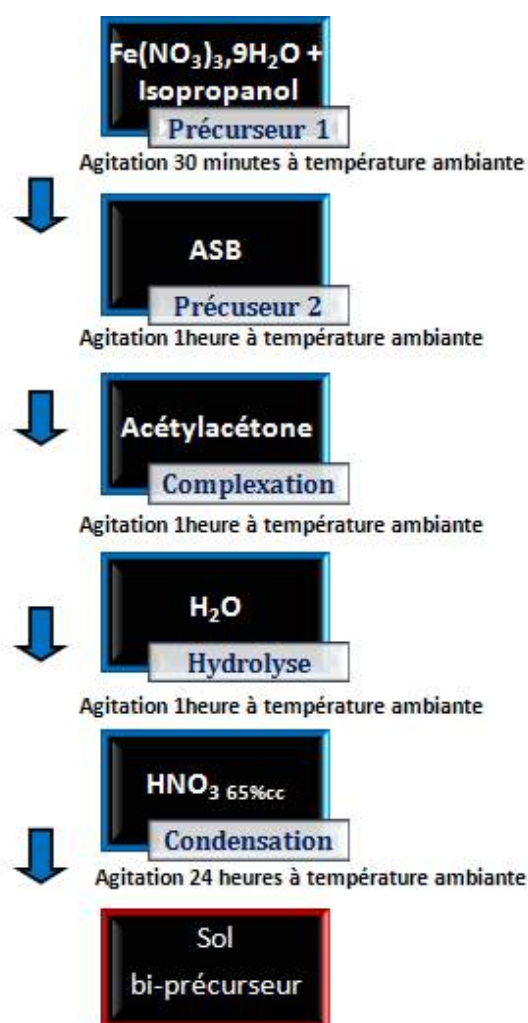 Fe(NO₃)₃,9H₂O +
Isopropanol
Précurseur 1
Agitation 30 minutes à température ambiante
ASB
Précuseur 2
Agitation 1heure à température ambiante
Acétylacétone
Complexation
Agitation 1heure à température ambiante
H₂O
Hydrolyse
Agitation 1heure à température ambiante
HNO₃ 65%cc
Condensation
Agitation 24 heures à température ambiante
Sol
bi-précurseur